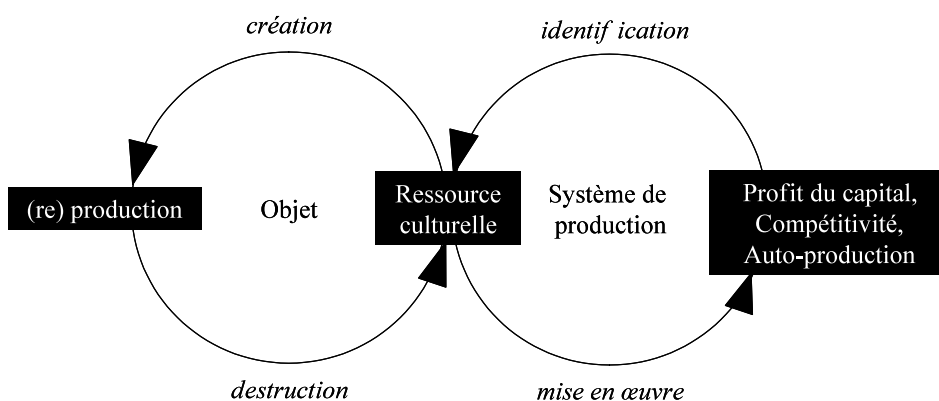 création
identif ication
(re) production
Objet
Ressource
culturelle
Système de
production
Profit du capital,
Compétitivité,
Auto-production
destruction
mise en œuvre